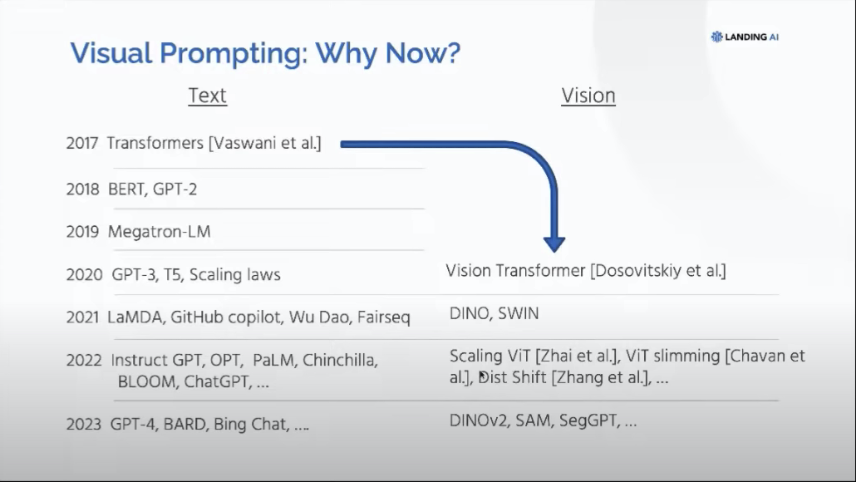 LANDING AI
Visual Prompting: Why Now?
Text
Vision
2017 Transformers [Vaswani et al.]
2018 BERT, GPT-2
2019 Megatron-LM
2020 GPT-3, T5, Scaling laws
Vision Transformer [Dosovitskiy et al.]
2021 LaMDA, GitHub copilot, Wu Dao, Fairseq
DINO, SWIN
2022 Instruct GPT, OPT, PaLM, Chinchilla,
BLOOM, ChatGPT, ...
Scaling ViT [Zhai et al.], ViT slimming [Chavan et
al.], Dist Shift [Zhang et al.], ...
2023 GPT-4, BARD, Bing Chat, ....
DINOv2, SAM, SegGPT, ...